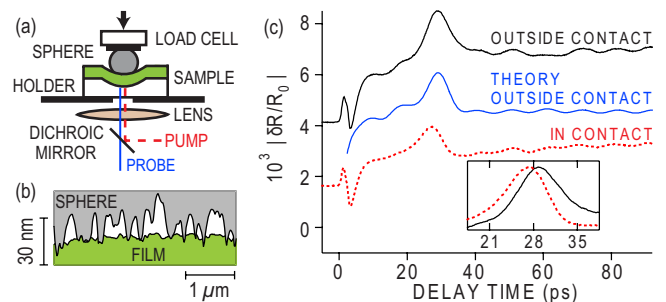 (a)
LOAD CELL
SPHERE
HOLDER
SAMPLE
LENS
DICHROIC
MIRROR
PUMP
PROBE
(b)
SPHERE
30 nm
FILM
1 μm
(c)
8
6
4
2
0
10³ | δR/R₀ |
OUTSIDE CONTACT
THEORY
OUTSIDE CONTACT
IN CONTACT
21 28 35
0 20 40 60 80
DELAY TIME (ps)